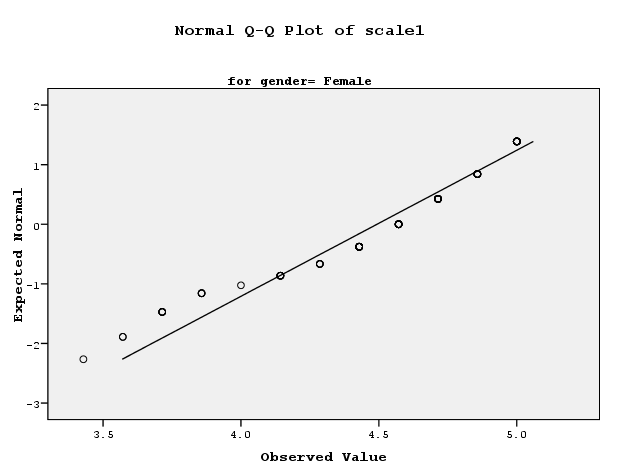 Normal Q-Q Plot of scale1
for gender= Female
Expected Normal
2
1
0
-1
-2
-3
3.5
4.0
4.5
5.0
Observed Value